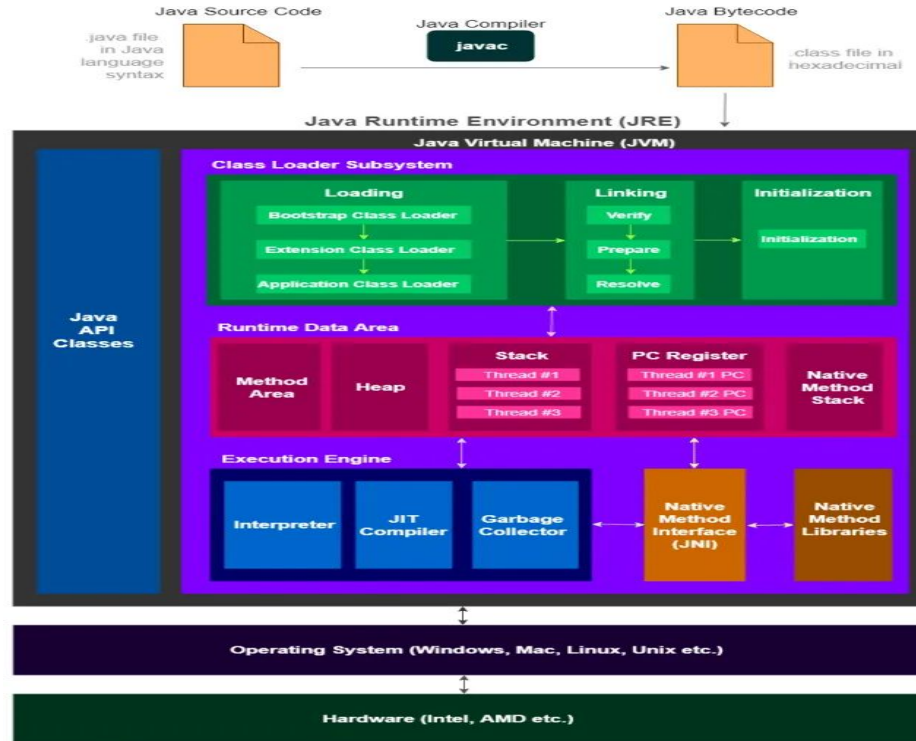 Java Source Code
.java file
in Java
language
syntax
Java Compiler
javac
Java Bytecode
.class file in
hexadecimal
Java Runtime Environment (JRE)
Java Virtual Machine (JVM)
Java
API
Classes
Class Loader Subsystem
Loading
Bootstrap Class Loader
Extension Class Loader
Application Class Loader
Linking
Verify
Prepare
Resolve
Initialization
Initialization
Runtime Data Area
Method
Area
Heap
Stack
Thread #1
Thread #2
Thread #3
PC Register
Thread #1 PC
Thread #2 PC
Thread #3 PC
Native
Method
Stack
Execution Engine
Interpreter
JIT
Compiler
Garbage
Collector
Native
Method
Interface
(JNI)
Native
Method
Libraries
Operating System (Windows, Mac, Linux, Unix etc.)
Hardware (Intel, AMD etc.)